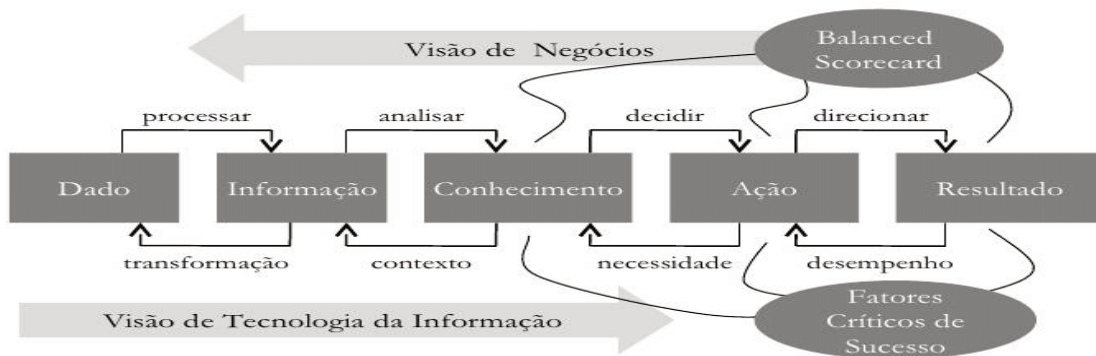 Visão de Negócios
Balanced
Scorecard
processar
analisar
decidir
direcionar
Dado
Informação
Conhecimento
Ação
Resultado
transformação
contexto
necessidade
desempenho
Visão de Tecnologia da Informação
Fatores
Críticos de
Sucesso